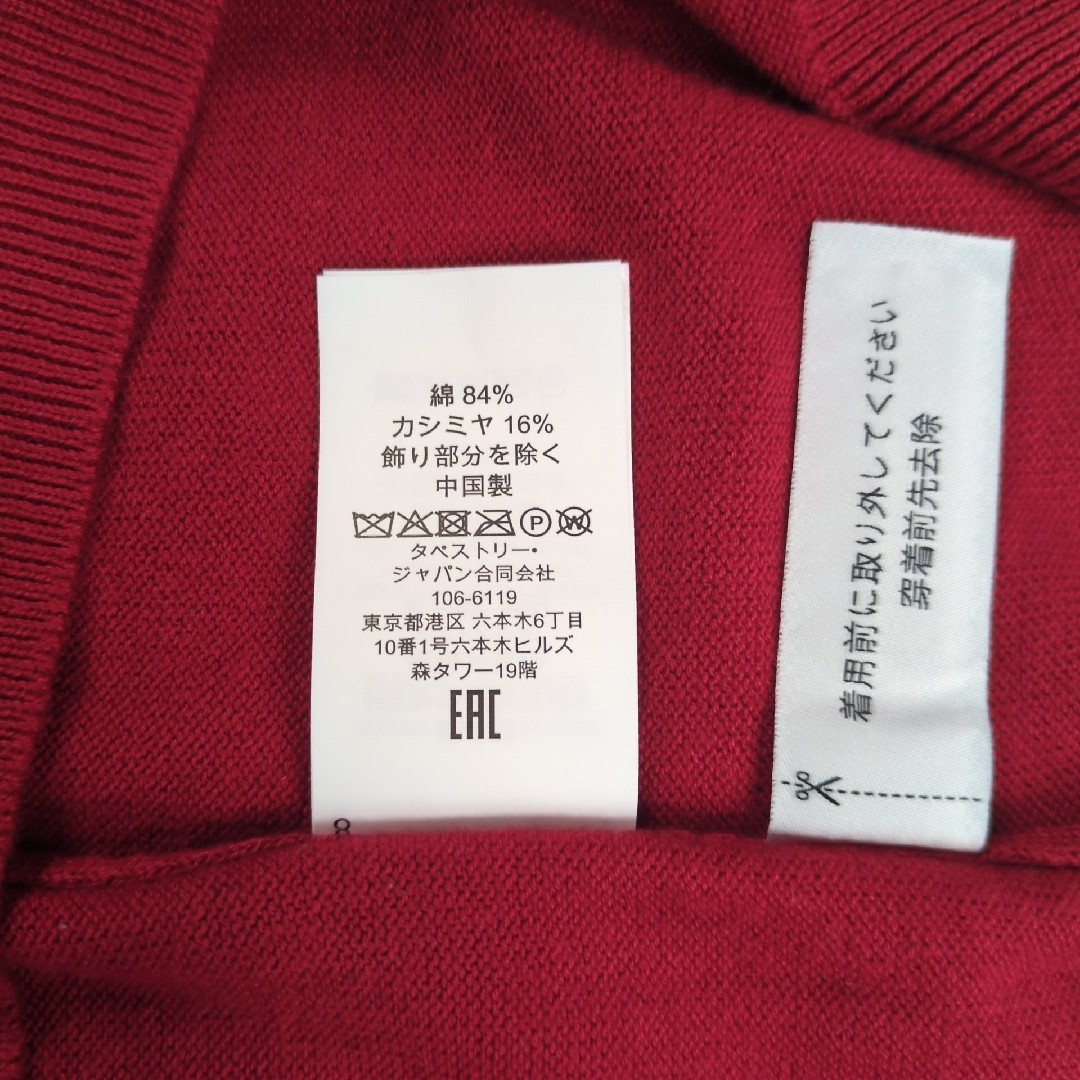 綿 84%
カシミヤ 16%
飾り部分を除く
中国製
P W
タペストリー・
ジャパン合同会社
106-6119
東京都港区 六本木6丁目
10番1号六本木ヒルズ
森タワー19階
EAC
着用前に取り外してください
穿着前先去除